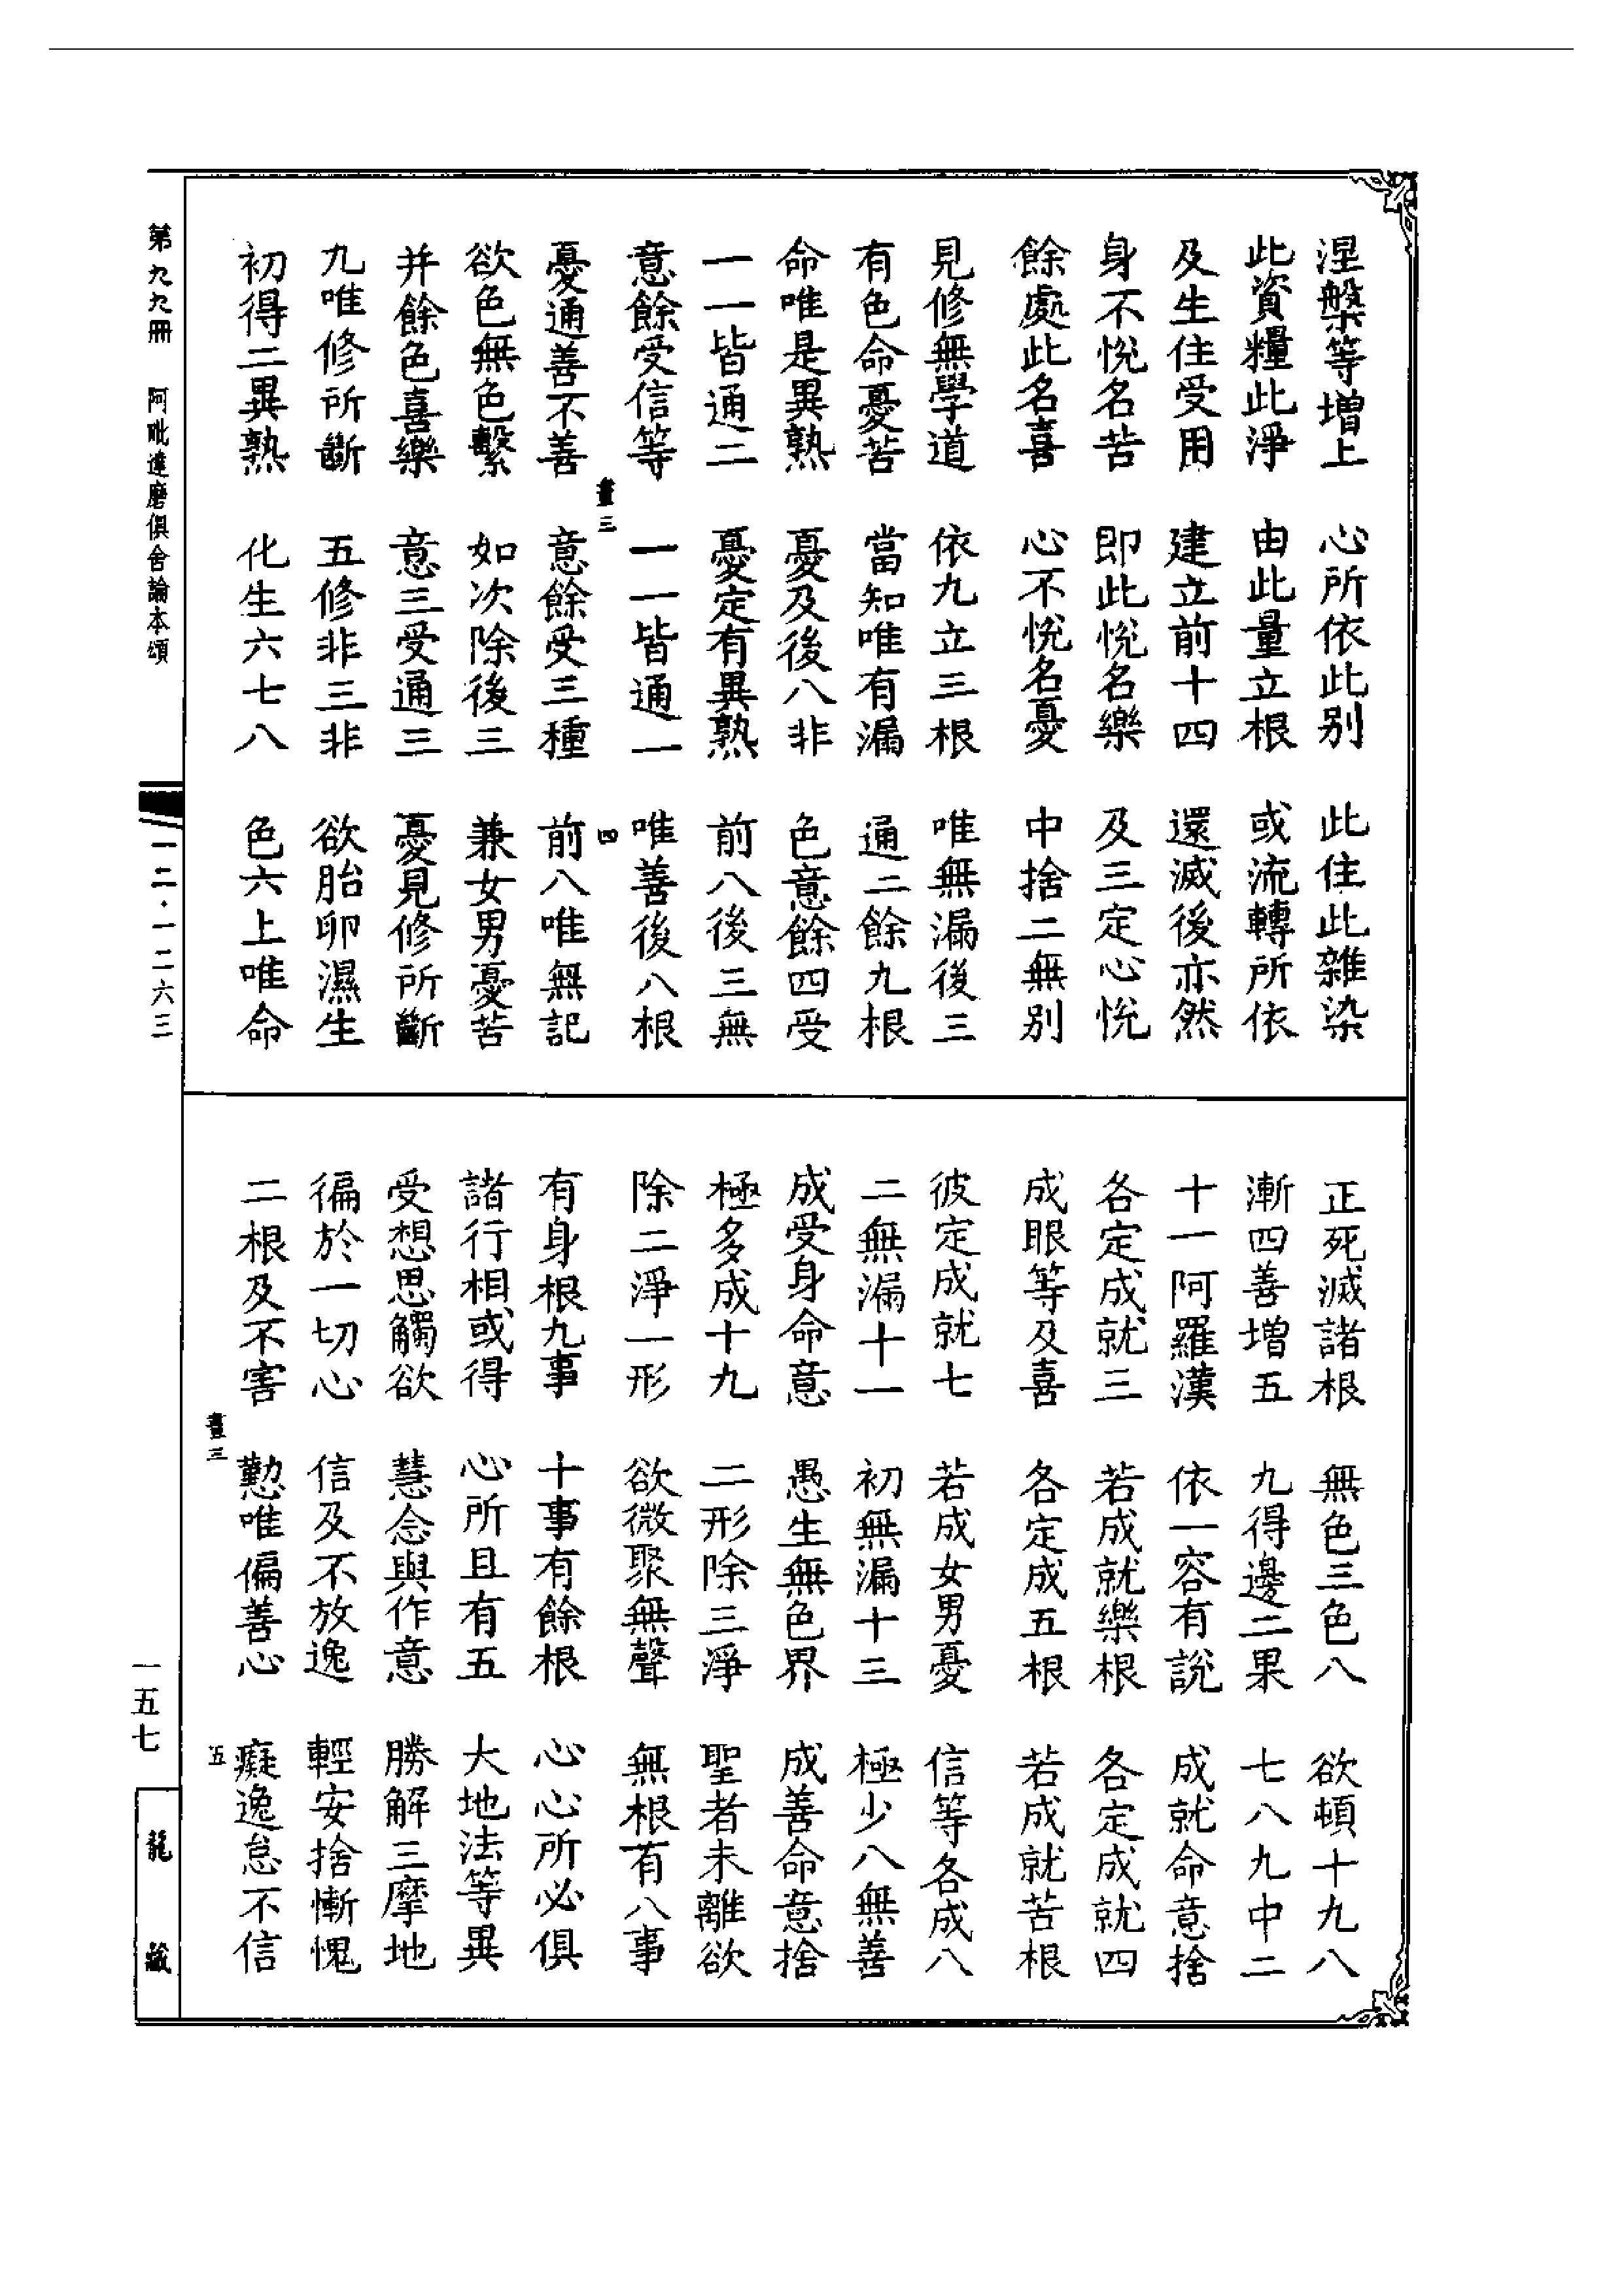 涅槃等增上　心所依此別　此住此雜染
此資糧此淨　由此量立根　或流轉所依
及生住受用　建立前十四　還滅後亦然
身不悅名苦　即此悅名樂　及三定心悅
餘處此名喜　心不悅名憂　中捨二無別
見修無學道　依九立三根　唯無漏後三
有色命憂苦　當知唯有漏　通二餘九根
命唯是異熟　憂及後八非　色意餘四受
一一皆通二　憂定有異熟　前八後三無
意餘受信等　一一皆通一　唯善後八根
畫三　四
憂通善不善　意餘受三種　前八唯無記
欲色無色繫　如次除後三　兼女男憂苦
并餘色喜樂　意三受通三　憂見修所斷
九唯修所斷　五修非三非　欲胎卵濕生
初得二異熟　化生六七八　色六上唯命
正死滅諸根　無色三色八　欲頓十九八
漸四善增五　九得邊二果　七八九中二
十一阿羅漢　依一容有說　成就命意捨
各定成就三　若成就樂根　各定成就四
成眼等及喜　各定成五根　若成就苦根
彼定成就七　若成女男憂　信等各成八
二無漏十一　初無漏十三　極少八無善
成受身命意　愚生無色界　成善命意捨
極多成十九　二形除三淨　聖者未離欲
除二淨一形　欲微聚無聲　無根有八事
有身根九事　十事有餘根　心心所必俱
諸行相或得　心所且有五　大地法等異
受想思觸欲　慧念與作意　勝解三摩地
徧於一切心　信及不放逸　輕安捨慚愧
二根及不害　勤唯徧善心　癡逸怠不信
畫三　五
第九九冊　阿毗達磨俱舍論本頌　一二·一二六三
一五七
龍藏